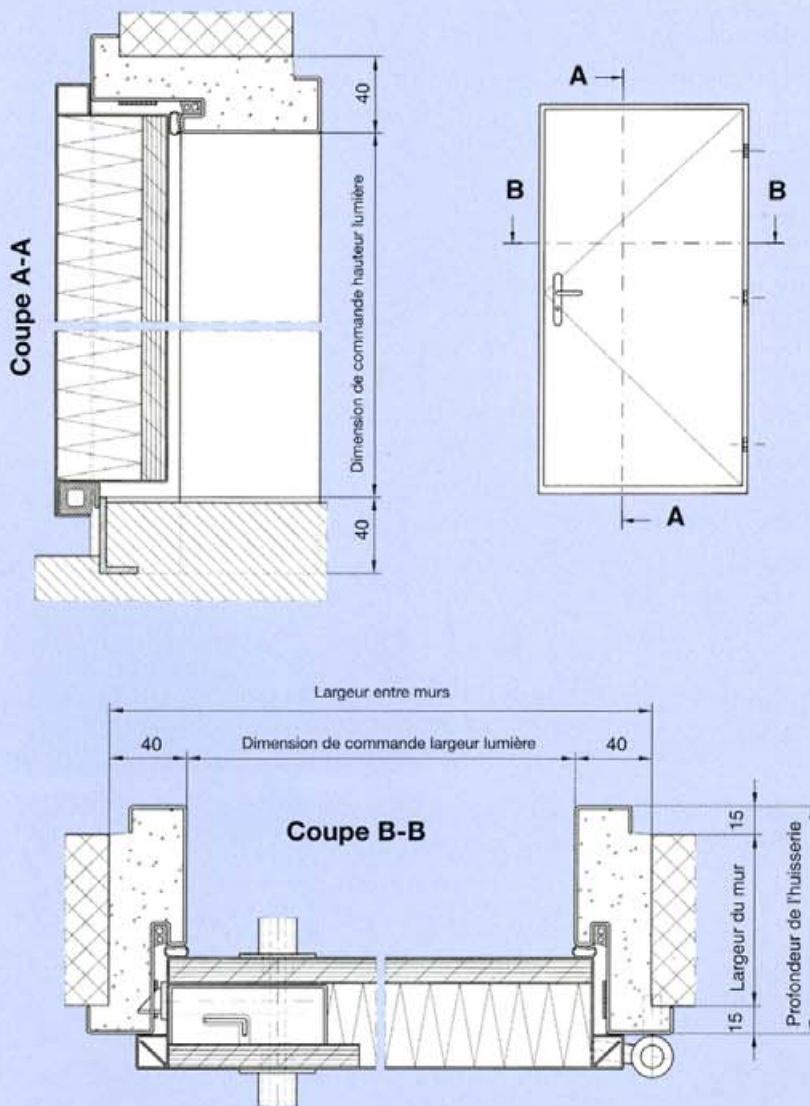 Coupe A-A
40
Dimension de commande hauteur lumière
40
A
B
B
A
Largeur entre murs
40
Dimension de commande largeur lumière
40
Coupe B-B
15
Largeur du mur
15
Profondeur de l'huisserie